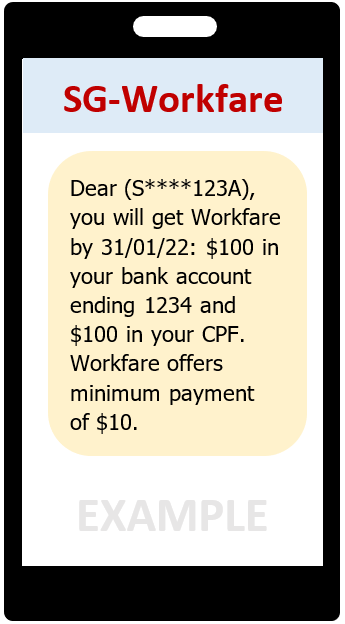 SG-Workfare
Dear (S****123A),
you will get Workfare
by 31/01/22: $100 in
your bank account
ending 1234 and
$100 in your CPF.
Workfare offers
minimum payment
of $10.
EXAMPLE